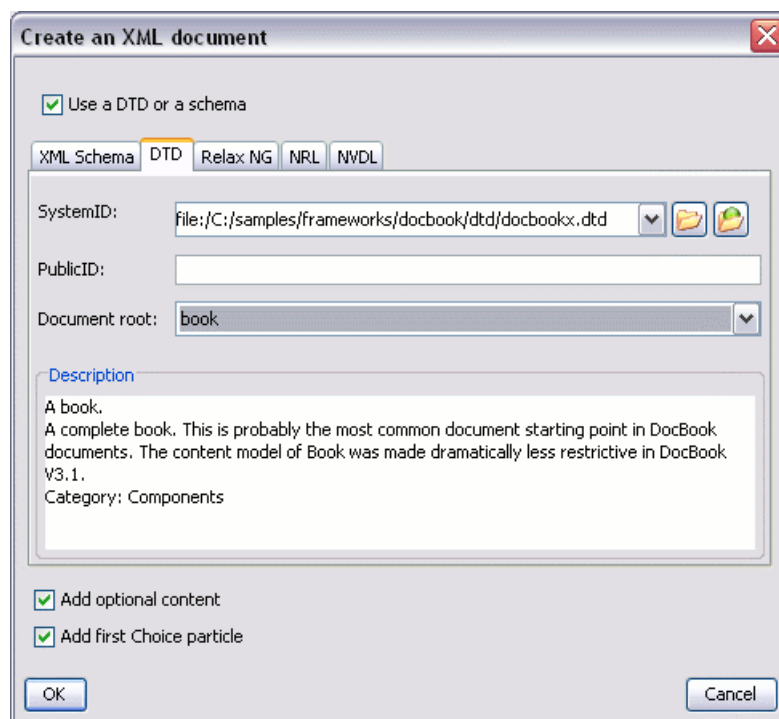 Create an XML document
Use a DTD or a schema
XML Schema DTD Relax NG NRL NVDL
SystemID: file:/C:/samples/frameworks/docbook/dtd/docbookx.dtd
PublicID:
Document root: book
Description
A book.
A complete book. This is probably the most common document starting point in DocBook
documents. The content model of Book was made dramatically less restrictive in DocBook
V3.1.
Category: Components
Add optional content
Add first Choice particle
OK Cancel